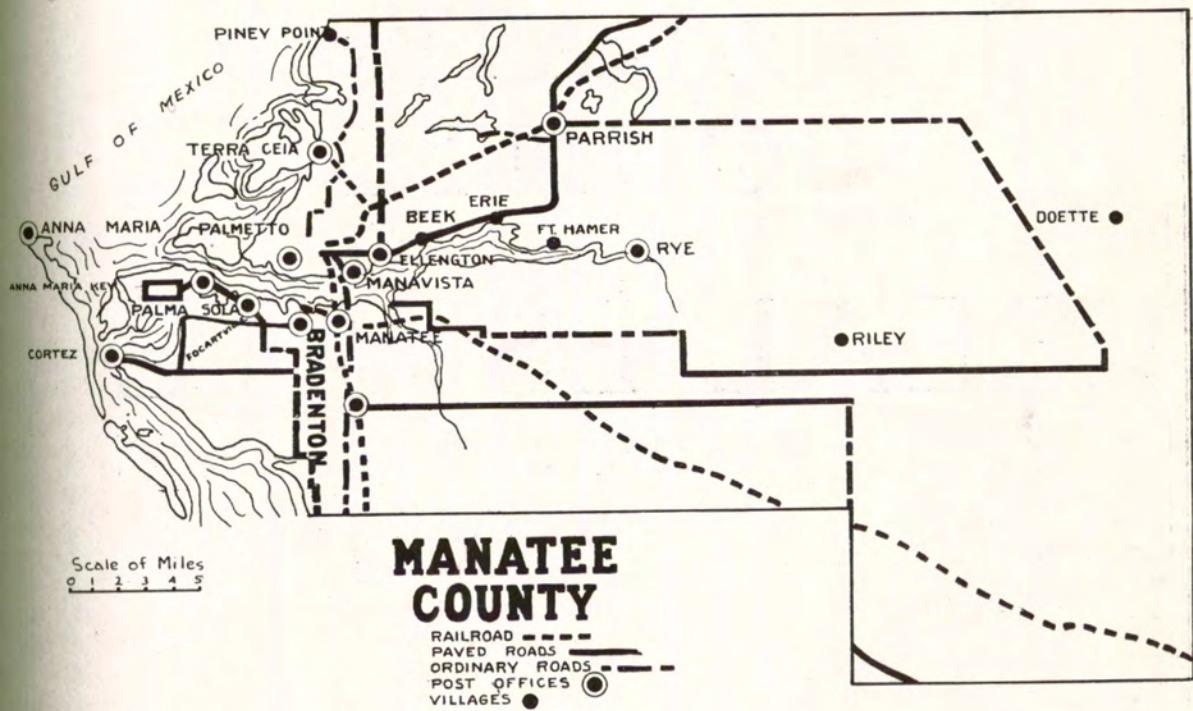 PINEY POINT
GULF OF MEXICO
TERRA CEIA
PARRISH
ERIE
BEEK
DOETTE
ANNA MARIA
PALMETTO
FT. HAMER
RYE
ELLENGTON
MANAVISTA
ANNA MARIA KEY
PALMA SOLA
FOGARTYVILLE
MANATEE
RILEY
CORTEZ
BRADENTON
Scale of Miles
0 1 2 3 4 5
MANATEE
COUNTY
RAILROAD
PAVED ROADS
ORDINARY ROADS
POST OFFICES
VILLAGES